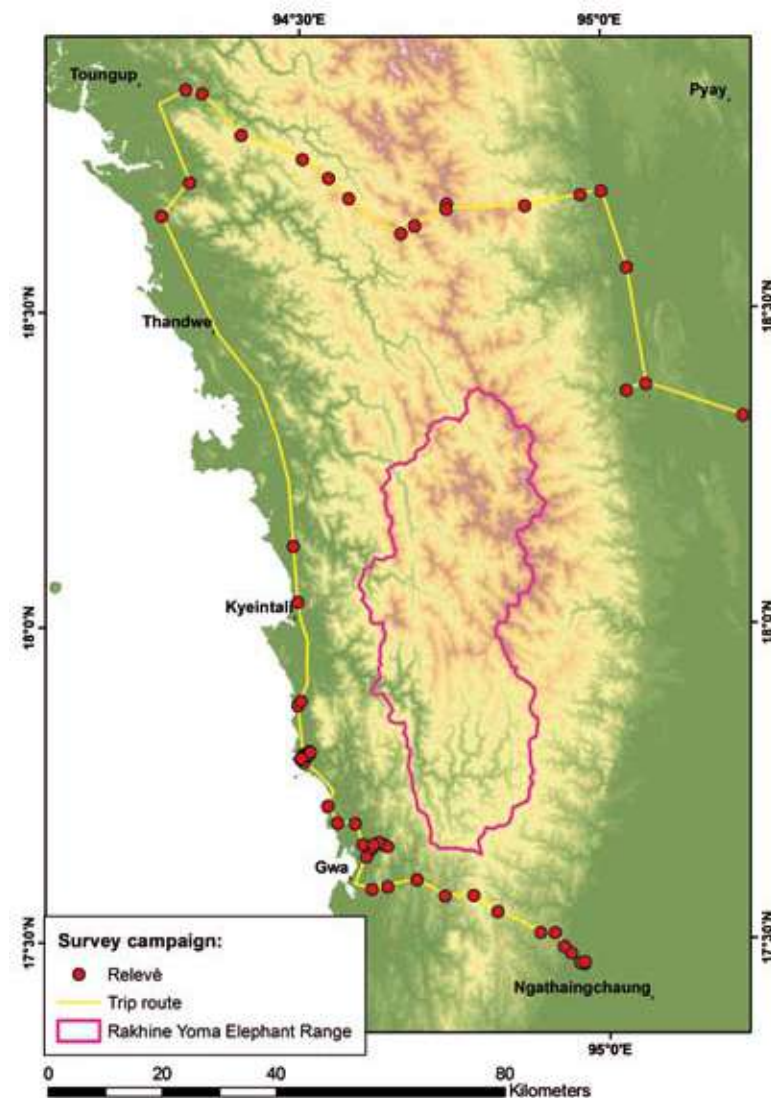 94°30'E
95°0'E
Toungup
Pyay
18°30'N
18°30'N
Thandwe
Kyeintali
18°0'N
18°0'N
Gwa
17°30'N
17°30'N
Survey campaign:
Relevè
Trip route
Rakhine Yoma Elephant Range
Ngathaingchaung
95°0'E
0 20 40 80
Kilometers